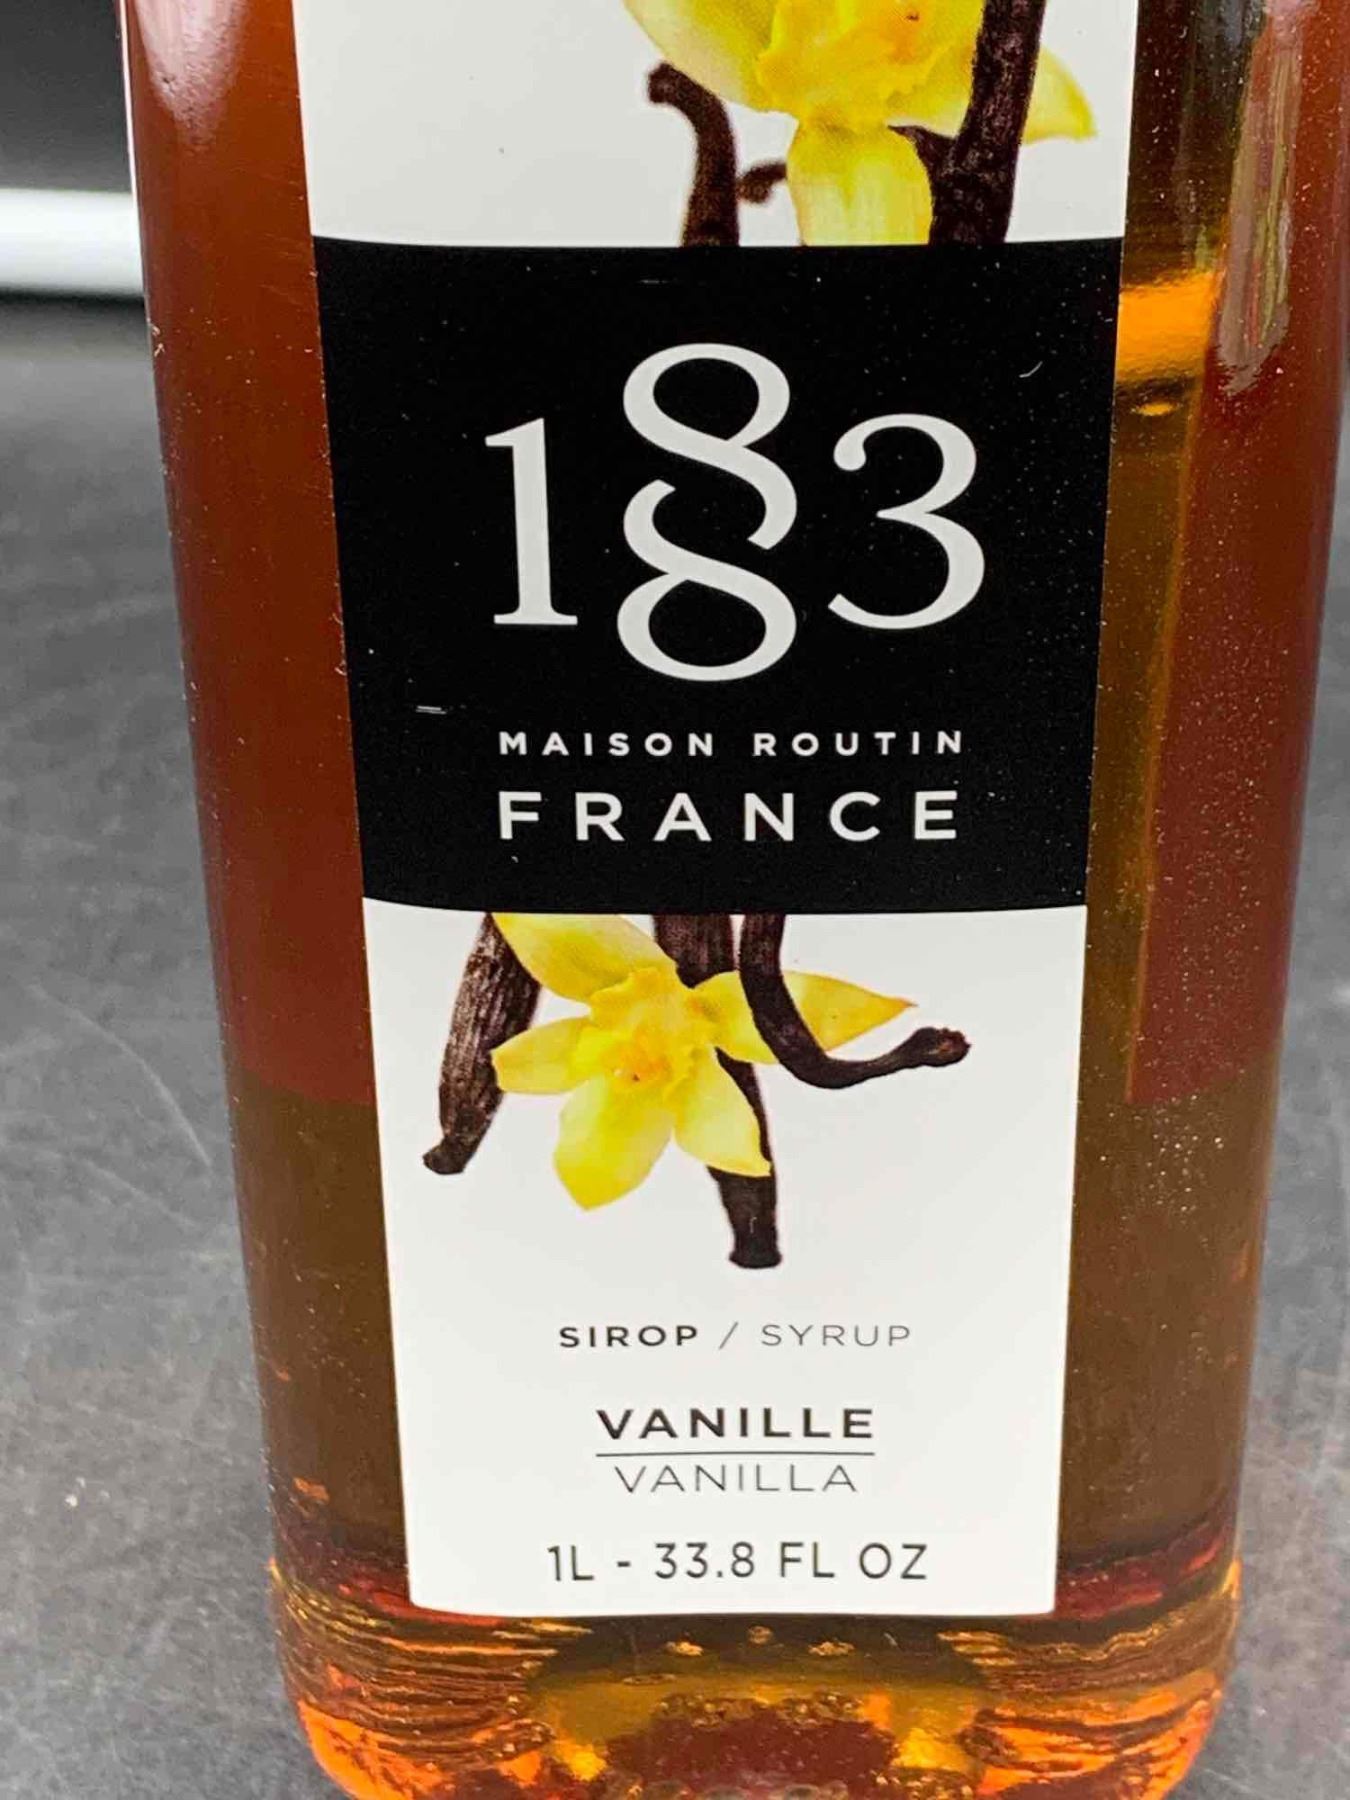 1883
MAISON ROUTIN
FRANCE
SIROP / SYRUP
VANILLE
VANILLA
1L - 33.8 FL OZ